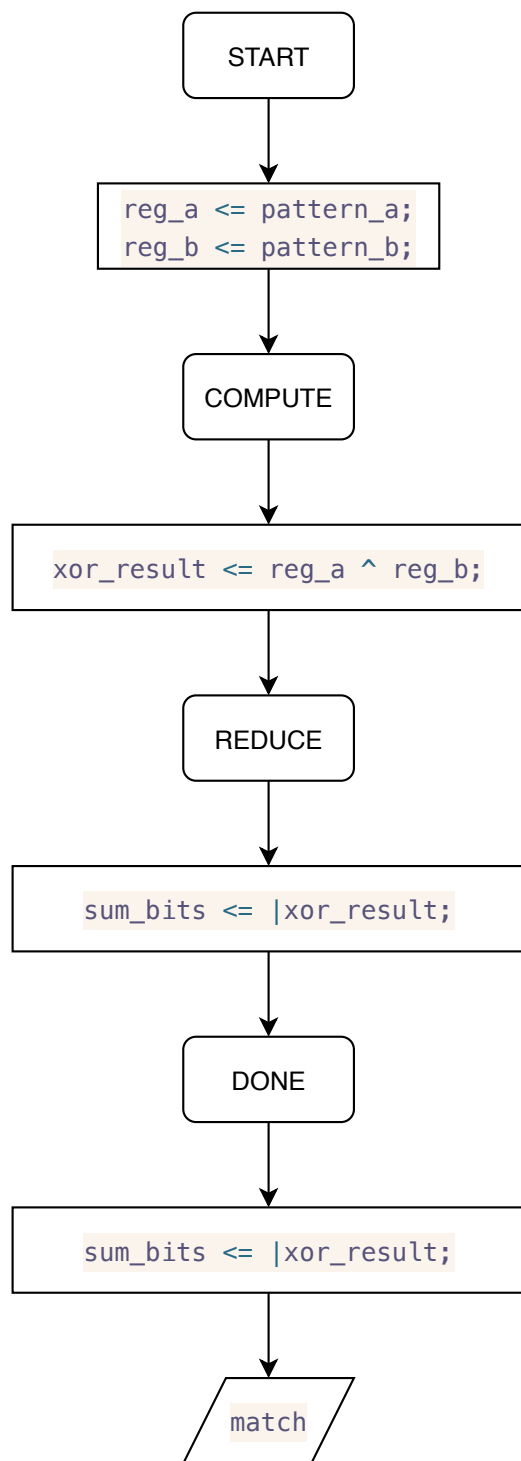 START
reg_a <= pattern_a;
reg_b <= pattern_b;
COMPUTE
xor_result <= reg_a ^ reg_b;
REDUCE
sum_bits <= |xor_result;
DONE
sum_bits <= |xor_result;
match